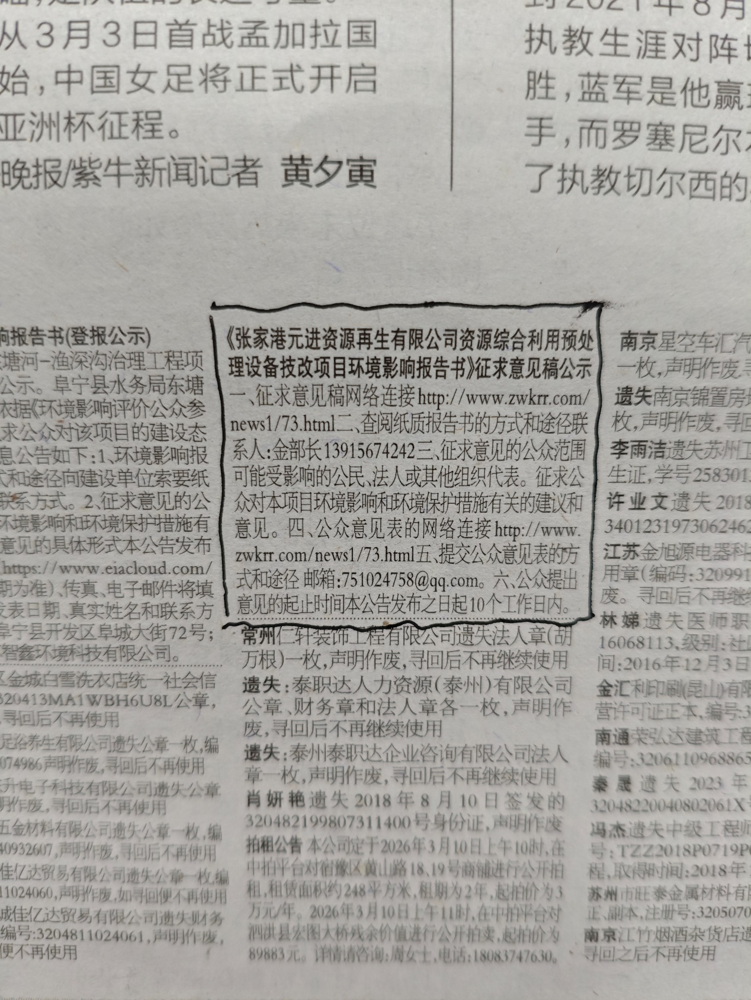 从3月3日首战孟加拉国
始,中国女足将正式开启
亚洲杯征程。
晚报/紫牛新闻记者 黄夕寅
到2021年8月
执教生涯对阵
胜,蓝军是他赢
手,而罗塞尼尔
了执教切尔西的
响报告书(登报公示)
塘河-渔深沟治理工程项
公示。阜宁县水务局东塘
依据《环境影响评价公众参
求公众对该项目的建设态
息公告如下:1、环境影响报
式和途径向建设单位索要纸
联系方式。2、征求意见的公
环境影响和环境保护措施有
意见的具体形式本公告发布
https://www.eiacloud.com/
期为准)、传真、电子邮件将填
发表日期、真实姓名和联系方
阜宁县开发区阜城大街72号;
智鑫环境科技有限公司。
区金城白雪洗衣店统一社会信
320413MA1WBH6U8L公章,
,寻回后不再使用
足浴养生有限公司遗失公章一枚,编
074986声明作废,寻回后不再使用
升电子科技有限公司遗失公章
明作废,寻回后不再使用
五金材料有限公司遗失公章一枚,编
40932607,声明作废,寻回后不再使用
佳亿达贸易有限公司遗失公章一枚,编
11024060,声明作废,如寻回便不再使用
诚佳亿达贸易有限公司遗失财务
编号:3204811024061,声明作废,
便不再使用
《张家港元进资源再生有限公司资源综合利用预处
理设备技改项目环境影响报告书》征求意见稿公示
一、征求意见稿网络连接http://www.zwkrr.com/
news1/73.html二、查阅纸质报告书的方式和途径联
系人:金部长13915674242三、征求意见的公众范围
可能受影响的公民、法人或其他组织代表。征求公
众对本项目环境影响和环境保护措施有关的建议和
意见。四、公众意见表的网络连接http://www.
zwkrr.com/news1/73.html五、提交公众意见表的方
式和途径 邮箱:751024758@qq.com。六、公众提出
意见的起止时间本公告发布之日起10个工作日内。
常州仁轩装饰工程有限公司遗失法人章(胡
万根)一枚,声明作废,寻回后不再继续使用
遗失:泰职达人力资源(泰州)有限公司
公章、财务章和法人章各一枚,声明作
废,寻回后不再继续使用
遗失:泰州泰职达企业咨询有限公司法人
章一枚,声明作废,寻回后不再继续使用
肖妍艳遗失2018年8月10日签发的
320482199807311400号身份证,声明作废
拍租公告 本公司定于2026年3月10日上午10时,在
中拍平台对宿豫区黄山路18、19号商铺进行公开拍
租,租赁面积约248平方米,租期为2年,起拍价为3
万元/年。2026年3月10日上午11时,在中拍平台对
泗洪县宏图大桥残余价值进行公开拍卖,起拍价为
89883元。详情请咨询:周女士,电话:18083747630。
南京星空车汇汽
一枚,声明作废,寻
遗失南京锦置房
枚,声明作废,寻回
李雨洁遗失苏州卫
生证,学号2583013
许业文遗失2018
3401231973062462
江苏金旭源电器科
用章(编码:320991
废。寻回后不再继续
林娣遗失医师职
16068113,级别:社区
间:2016年12月3日
金汇利印刷(昆山)有限
营许可证正本,编号:3
南通荣弘达建筑工程
编号:3206110968865
秦晟遗失2023年
32048220040802061X号
冯杰遗失中级工程师
号:TZZ2018P0719P0
程,取得时间:2018年
苏州市旺泰金属材料有限
正、副本,注册号:3205070
南京江竹烟酒杂货店遗
寻回之后不再使用